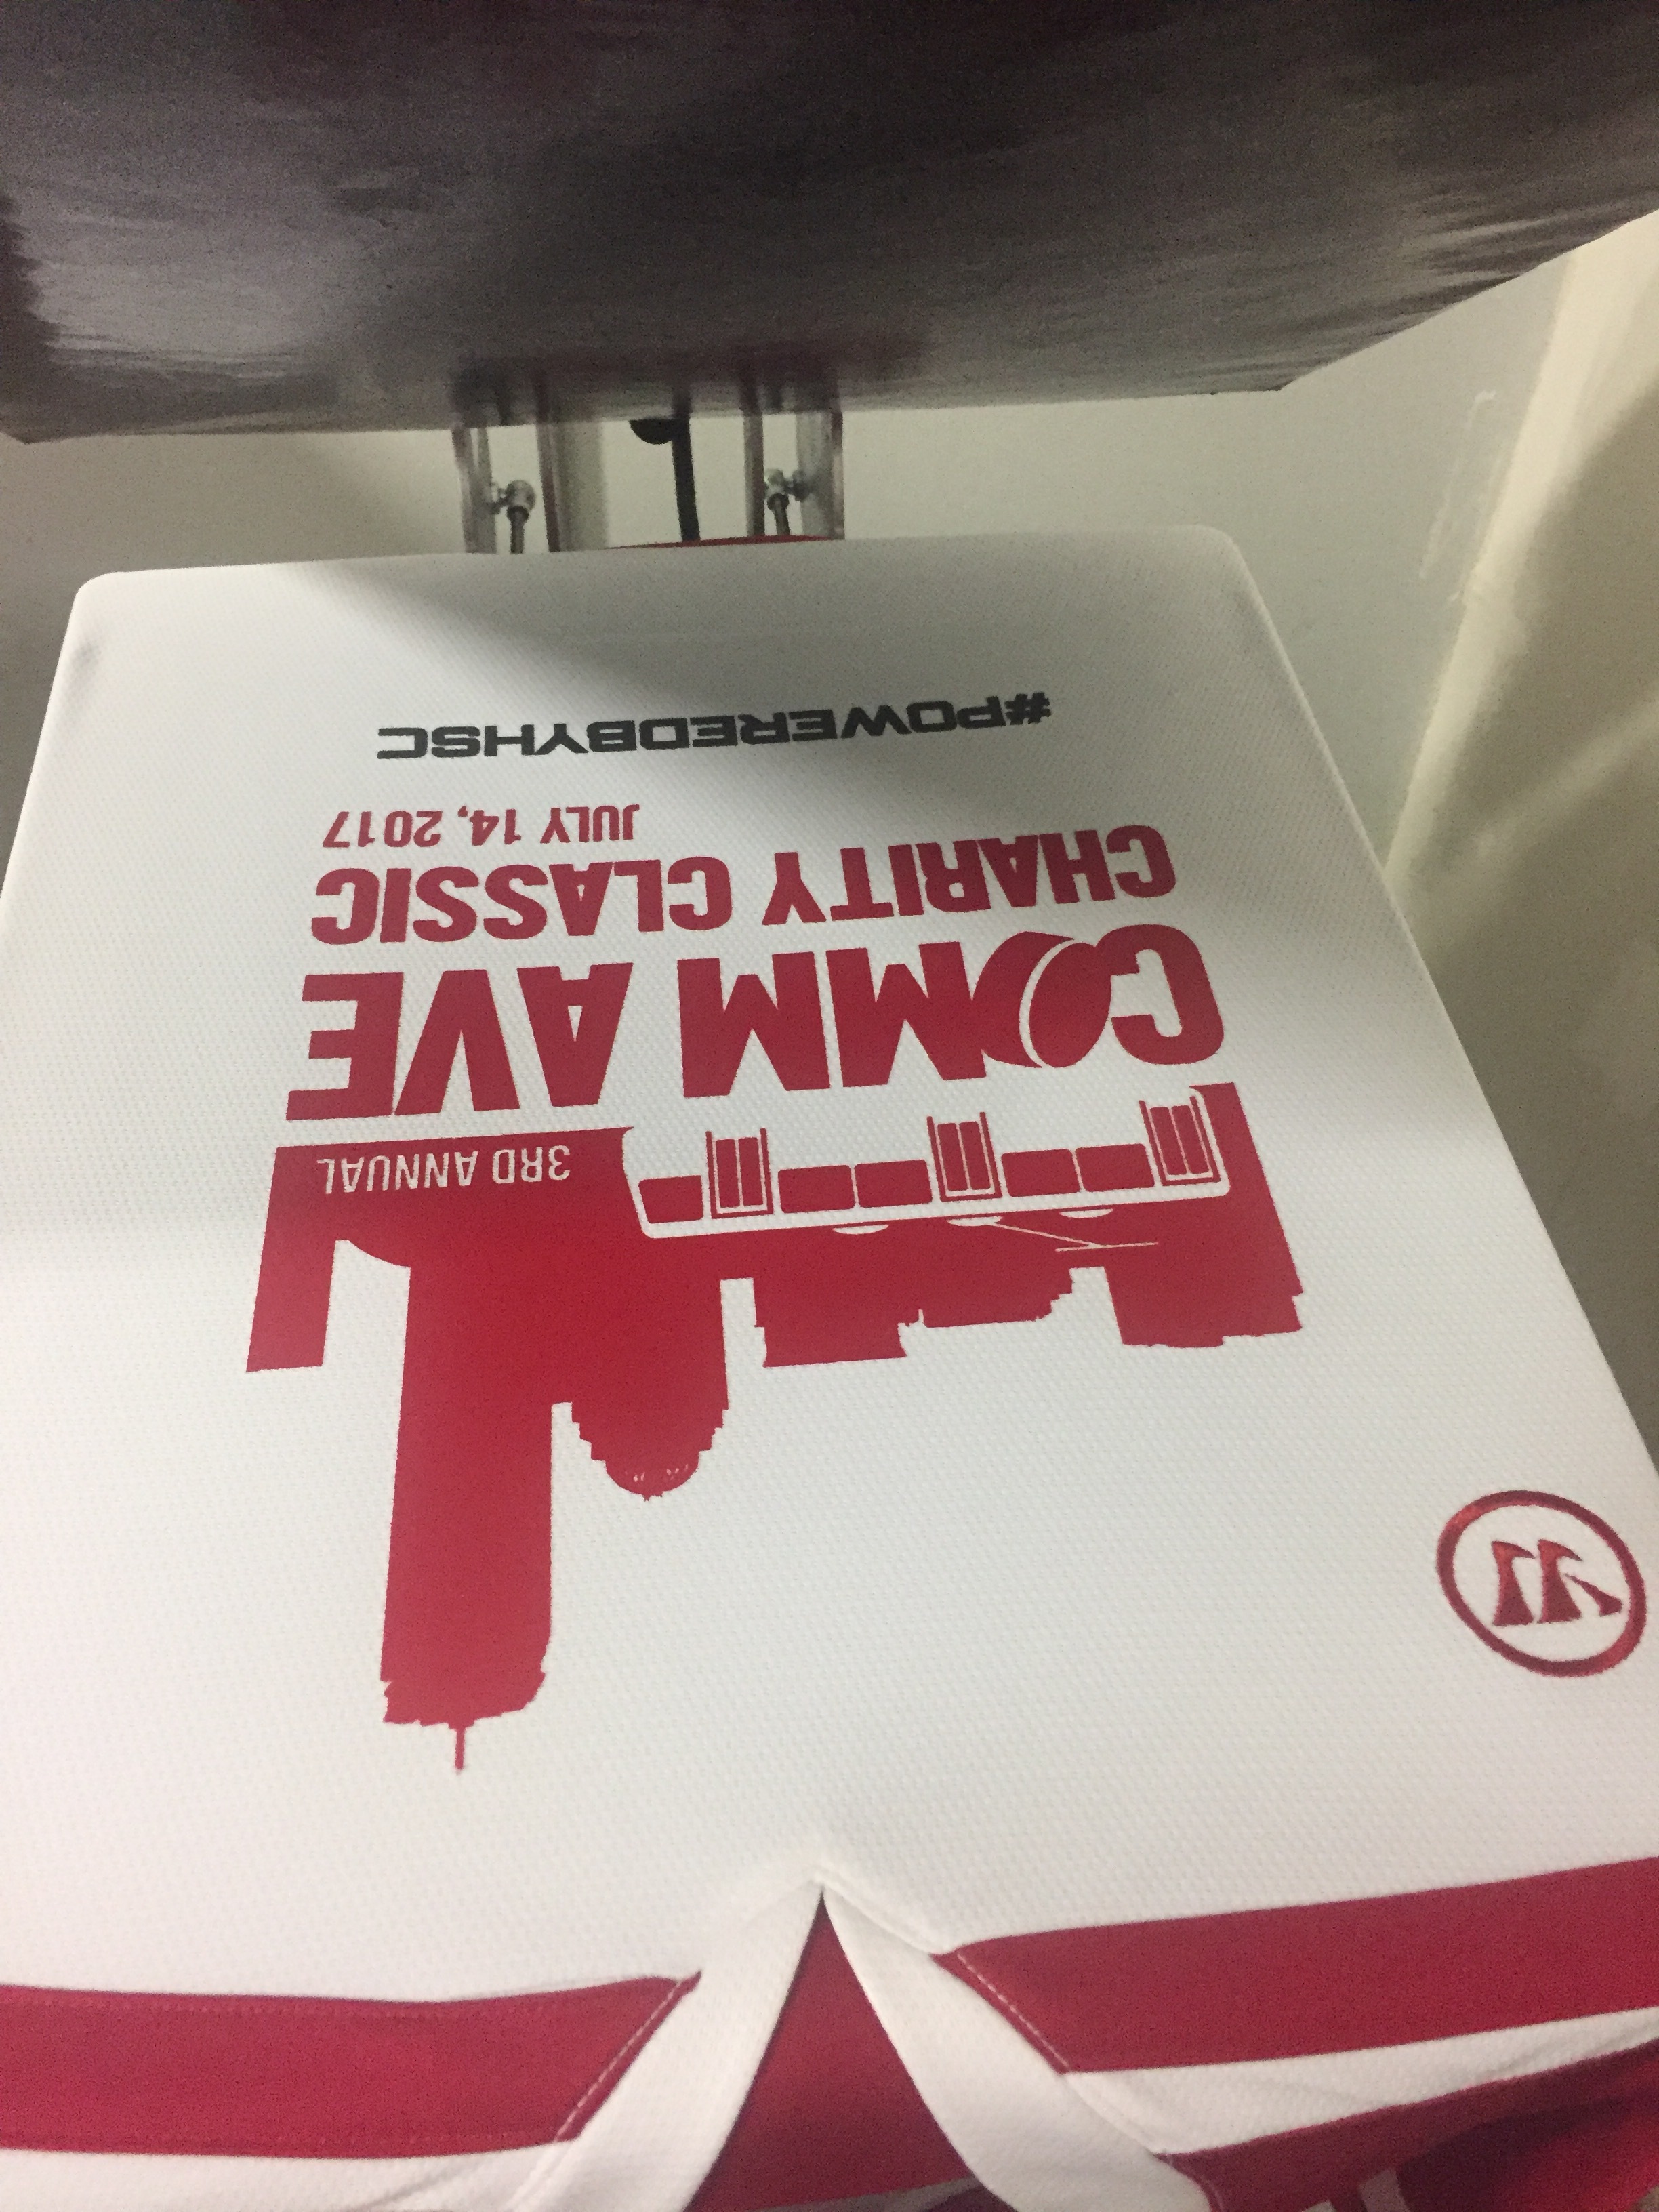 3RD ANNUAL
COMM AVE
CHARITY CLASSIC
JULY 14, 2017
#POWEREDBYHSC